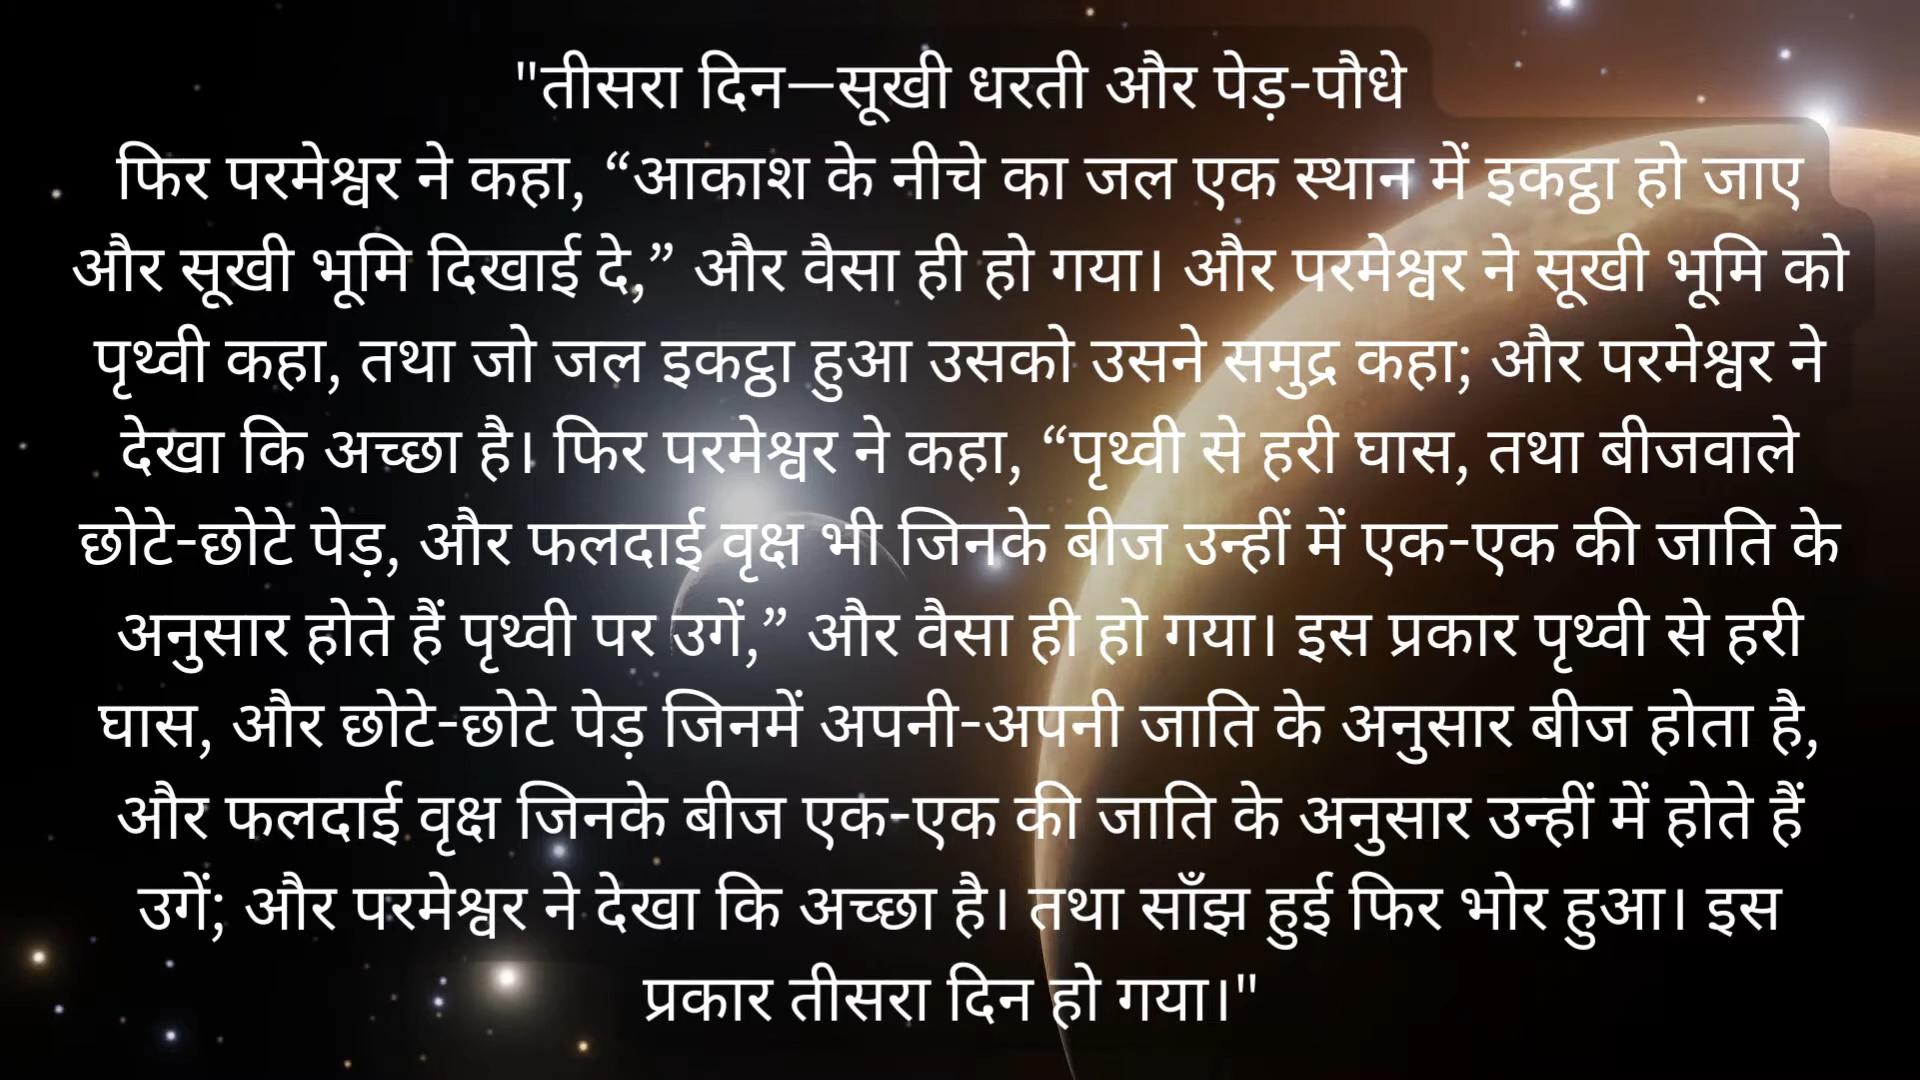 "तीसरा दिन—सूखी धरती और पेड़-पौधे
फिर परमेश्वर ने कहा, “आकाश के नीचे का जल एक स्थान में इकट्ठा हो जाए
और सूखी भूमि दिखाई दे,” और वैसा ही हो गया। और परमेश्वर ने सूखी भूमि को
पृथ्वी कहा, तथा जो जल इकट्ठा हुआ उसको उसने समुद्र कहा; और परमेश्वर ने
देखा कि अच्छा है। फिर परमेश्वर ने कहा, “पृथ्वी से हरी घास, तथा बीजवाले
छोटे-छोटे पेड़, और फलदाई वृक्ष भी जिनके बीज उन्हीं में एक-एक की जाति के
अनुसार होते हैं पृथ्वी पर उगें,” और वैसा ही हो गया। इस प्रकार पृथ्वी से हरी
घास, और छोटे-छोटे पेड़ जिनमें अपनी-अपनी जाति के अनुसार बीज होता है,
और फलदाई वृक्ष जिनके बीज एक-एक की जाति के अनुसार उन्हीं में होते हैं
उगें; और परमेश्वर ने देखा कि अच्छा है। तथा साँझ हुई फिर भोर हुआ। इस
प्रकार तीसरा दिन हो गया।"